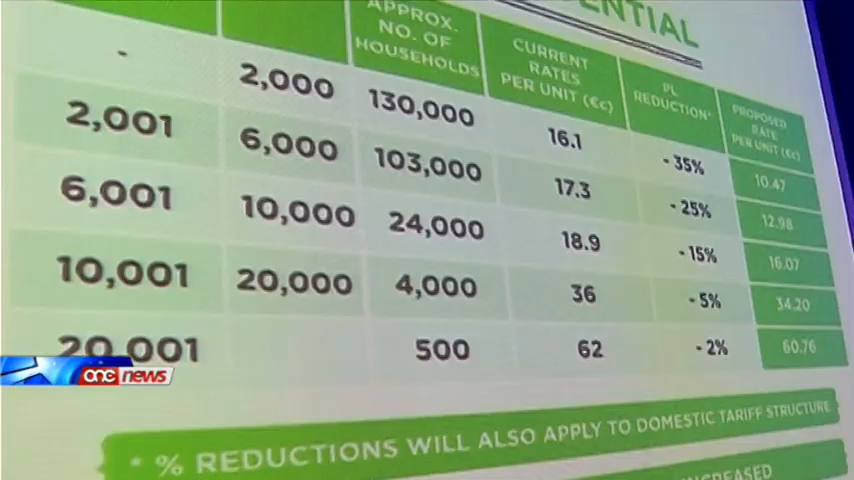 ENTIAL
APPROX.
NO. OF
HOUSEHOLDS
CURRENT
RATES
PER UNIT (€c)
PL
REDUCTION*
PROPOSED
RATE
PER UNIT (€c)
- 2,000 130,000 16.1 - 35% 10.47
2,001 6,000 103,000 17.3 - 25% 12.98
6,001 10,000 24,000 18.9 - 15% 16.07
10,001 20,000 4,000 36 - 5% 34.20
20,001 500 62 - 2% 60.76
one news
* % REDUCTIONS WILL ALSO APPLY TO DOMESTIC TARIFF STRUCTURE
INCREASED